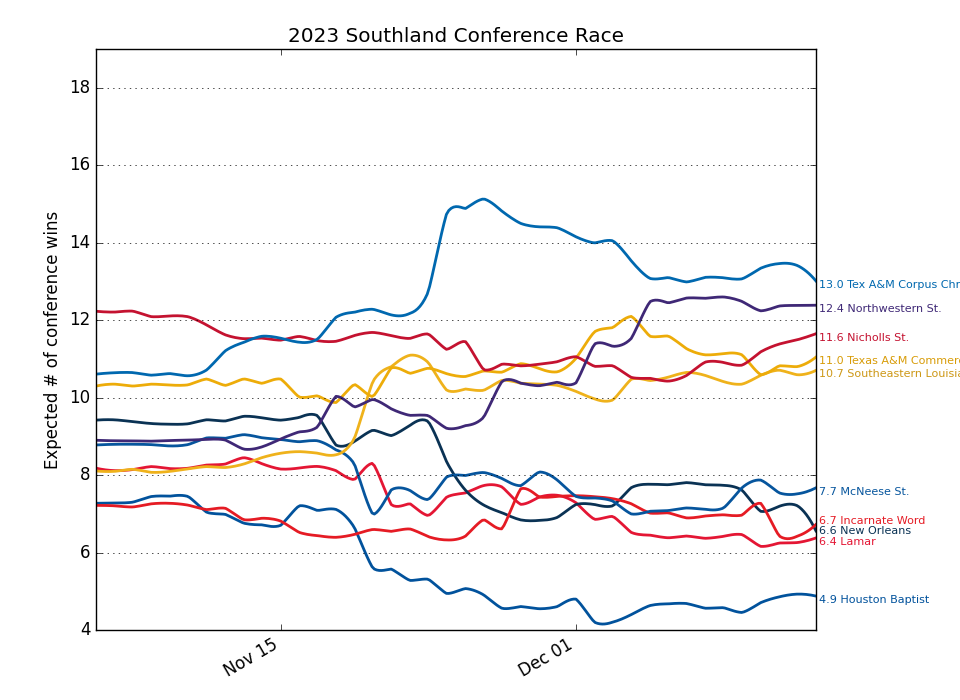 2023 Southland Conference Race
Expected # of conference wins
18
16
14
12
10
8
6
4
Nov 15
Dec 01
13.0 Tex A&M Corpus Chr
12.4 Northwestern St.
11.6 Nicholls St.
11.0 Texas A&M Commerc
10.7 Southeastern Louisia
7.7 McNeese St.
6.7 Incarnate Word
6.6 New Orleans
6.4 Lamar
4.9 Houston Baptist